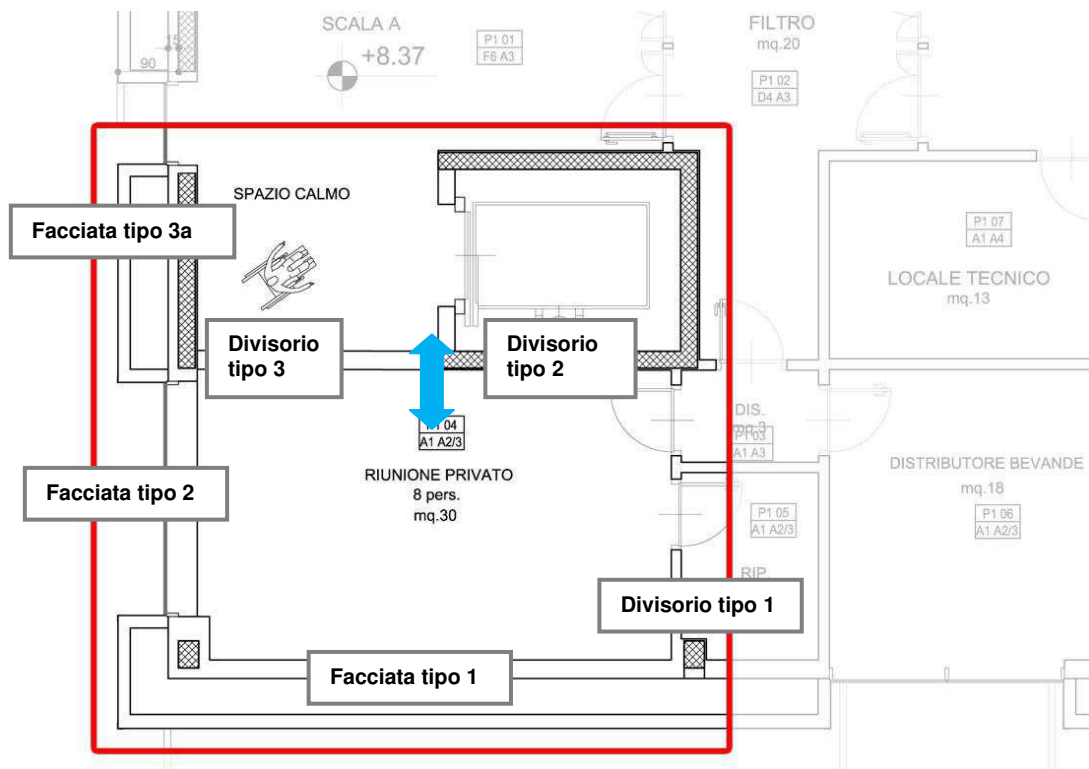 SCALA A
+8.37
P1 01
F6 A3
FILTRO
mq.20
P1 02
D4 A3
15
90
SPAZIO CALMO
Facciata tipo 3a
Divisorio
tipo 3
Divisorio
tipo 2
P1 07
A1 A4
LOCALE TECNICO
mq.13
04
A1 A2/3
RIUNIONE PRIVATO
8 pers.
mq.30
Facciata tipo 2
DIS.
mq.3
P1 03
A1 A3
DISTRIBUTORE BEVANDE
mq.18
P1 06
A1 A2/3
P1 05
A1 A2/3
RIP.
Divisorio tipo 1
Facciata tipo 1